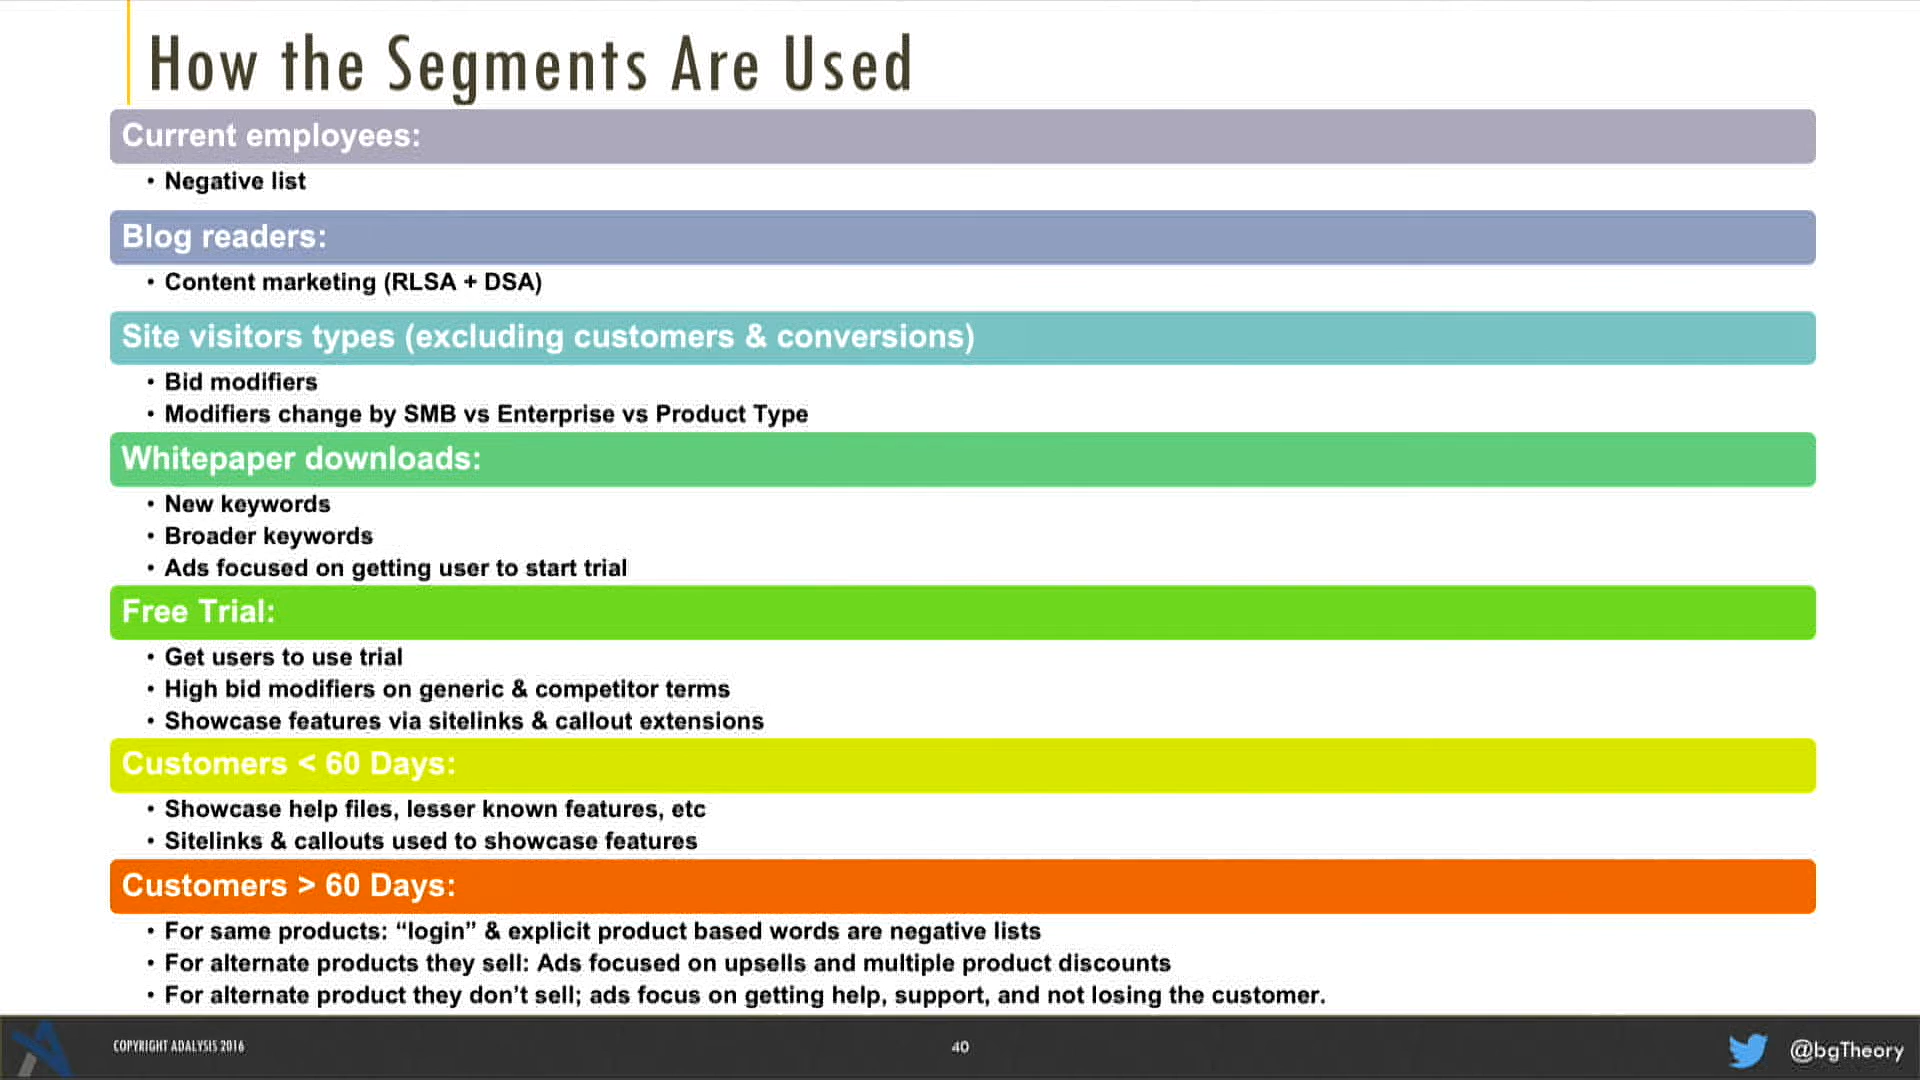 How the Segments Are Used
Current employees:
• Negative list
Blog readers:
• Content marketing (RLSA + DSA)
Site visitors types (excluding customers & conversions)
• Bid modifiers
• Modifiers change by SMB vs Enterprise vs Product Type
Whitepaper downloads:
• New keywords
• Broader keywords
• Ads focused on getting user to start trial
Free Trial:
• Get users to use trial
• High bid modifiers on generic & competitor terms
• Showcase features via sitelinks & callout extensions
Customers < 60 Days:
• Showcase help files, lesser known features, etc
• Sitelinks & callouts used to showcase features
Customers > 60 Days:
• For same products: “login” & explicit product based words are negative lists
• For alternate products they sell: Ads focused on upsells and multiple product discounts
• For alternate product they don’t sell; ads focus on getting help, support, and not losing the customer.
COPYRIGHT ADALYSIS 2016
40
@bgTheory